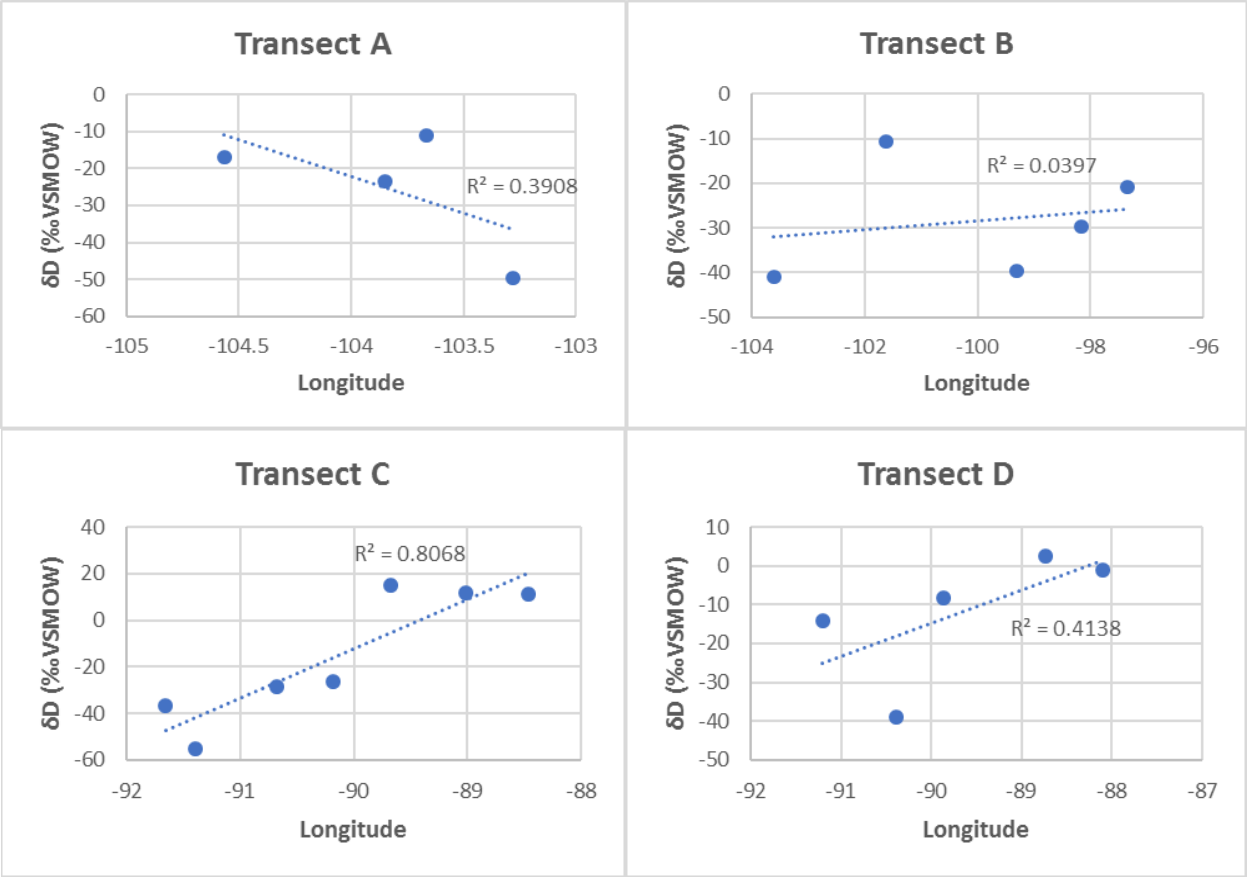 Transect A
0
-10
-20
-30
-40
-50
-60
δD (‰VSMOW)
R² = 0.3908
-105 -104.5 -104 -103.5 -103
Longitude
Transect B
0
-10
-20
-30
-40
-50
δD (‰VSMOW)
R² = 0.0397
-104 -102 -100 -98 -96
Longitude
Transect C
40
20
0
-20
-40
-60
δD (‰VSMOW)
R² = 0.8068
-92 -91 -90 -89 -88
Longitude
Transect D
10
0
-10
-20
-30
-40
-50
δD (‰VSMOW)
R² = 0.4138
-92 -91 -90 -89 -88 -87
Longitude